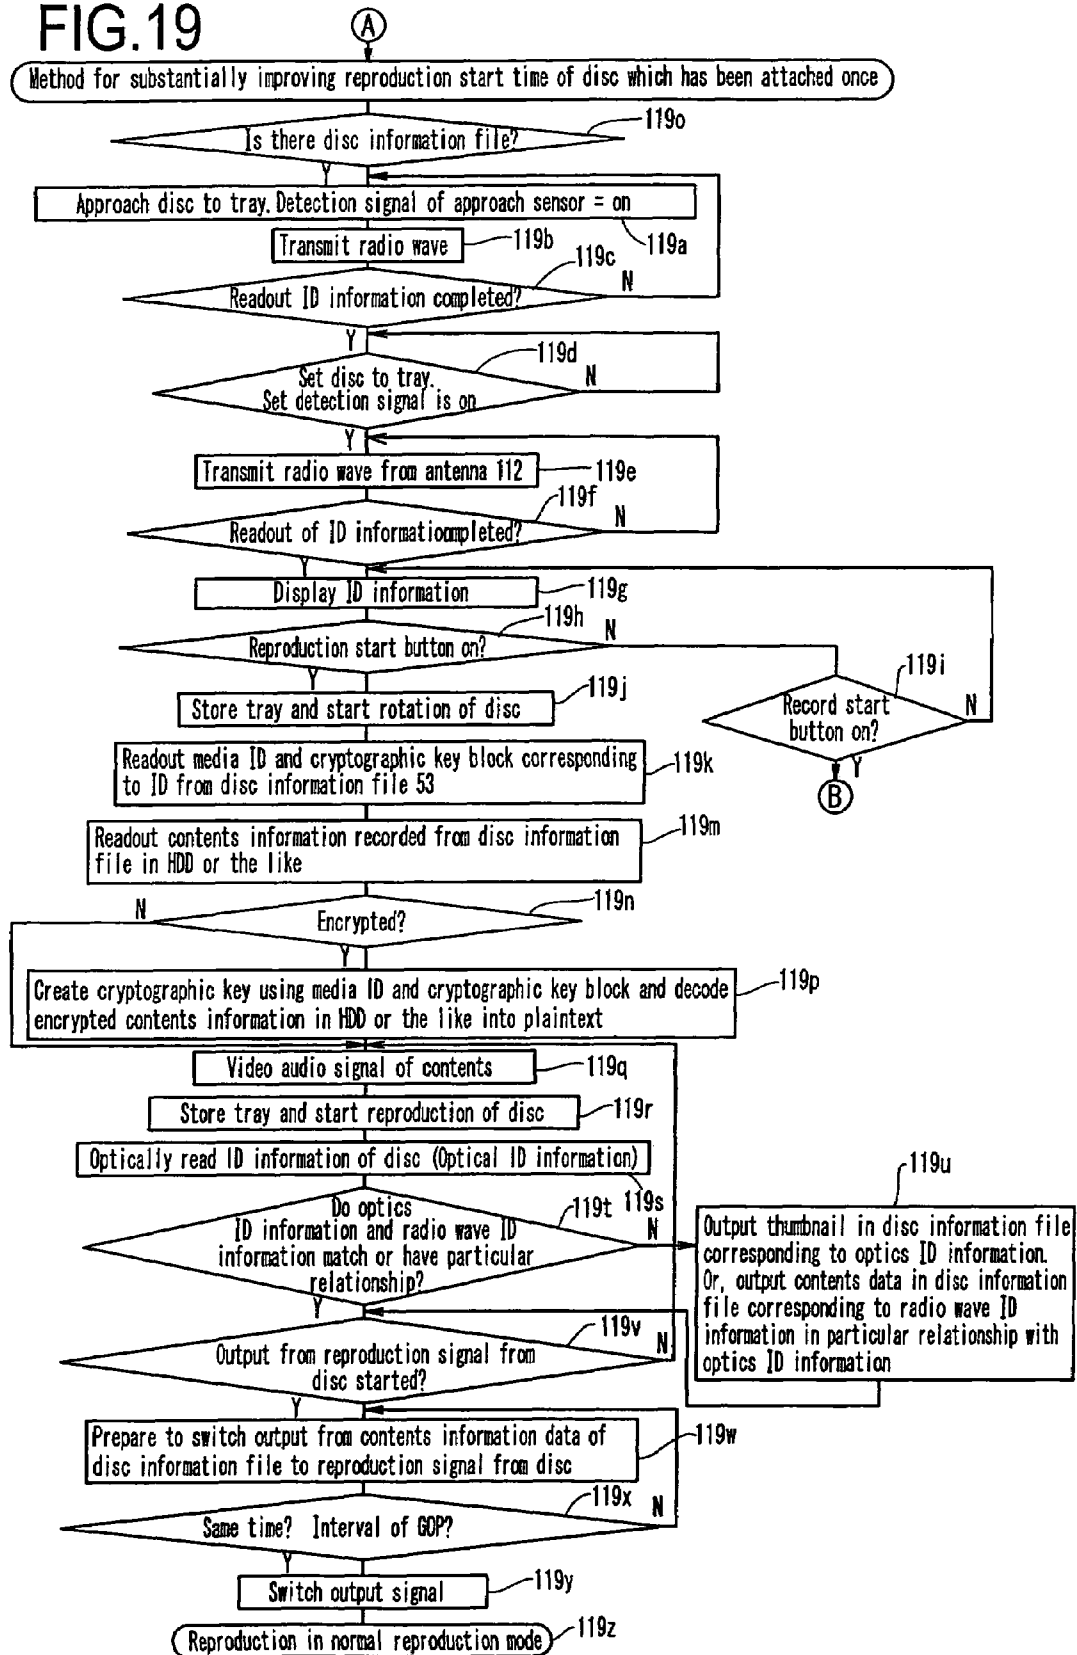 FIG.19
A
Method for substantially improving reproduction start time of disc which has been attached once
Is there disc information file?
119o
Y
Approach disc to tray. Detection signal of approach sensor = on
119a
Transmit radio wave
119b
119c
Readout ID information completed?
N
Y
119d
Set disc to tray.
Set detection signal is on
N
Y
Transmit radio wave from antenna 112
119e
119f
Readout of ID informatioompleted?
N
Y
Display ID information
119g
119h
Reproduction start button on?
N
Y
119i
Record start
button on?
N
Y
B
119j
Store tray and start rotation of disc
Readout media ID and cryptographic key block corresponding
to ID from disc information file 53
119k
Readout contents information recorded from disc information
file in HDD or the like
119m
N
Encrypted?
119n
Y
Create cryptographic key using media ID and cryptographic key block and decode
encrypted contents information in HDD or the like into plaintext
119p
Video audio signal of contents
119q
Store tray and start reproduction of disc
119r
Optically read ID information of disc (Optical ID information)
119s
Do optics
ID information and radio wave ID
information match or have particular
relationship?
119t
N
Y
119u
Output thumbnail in disc information file
corresponding to optics ID information.
Or, output contents data in disc information
file corresponding to radio wave ID
information in particular relationship with
optics ID information
119v
Output from reproduction signal from
disc started?
N
Y
Prepare to switch output from contents information data of
disc information file to reproduction signal from disc
119w
119x
Same time? Interval of GOP?
N
Y
Switch output signal
119y
Reproduction in normal reproduction mode
119z